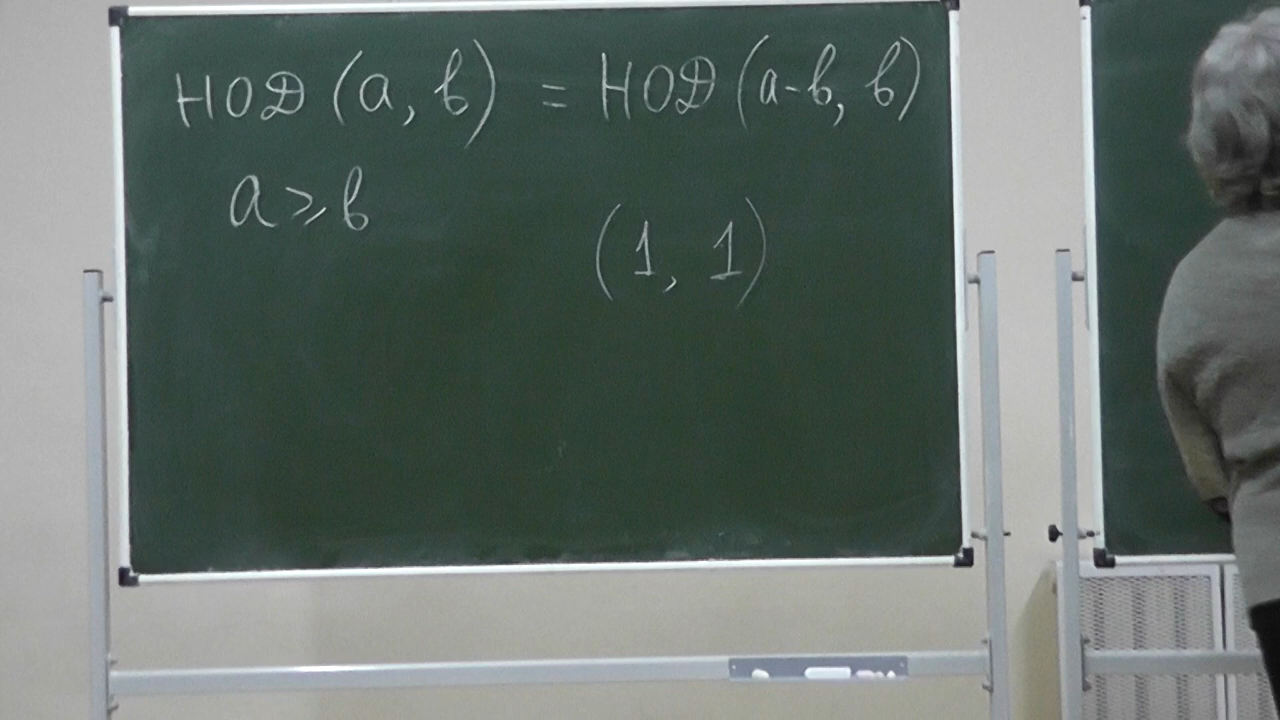 НОД (a, b) = НОД (a-b, b)
a ⩾ b
(1, 1)